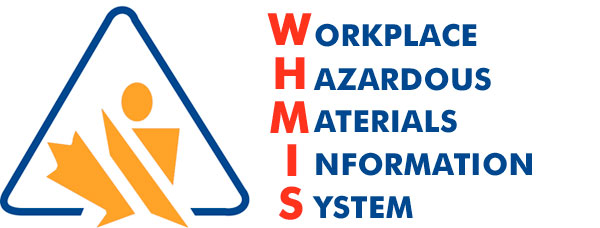 WORKPLACE
HAZARDOUS
MATERIALS
INFORMATION
SYSTEM